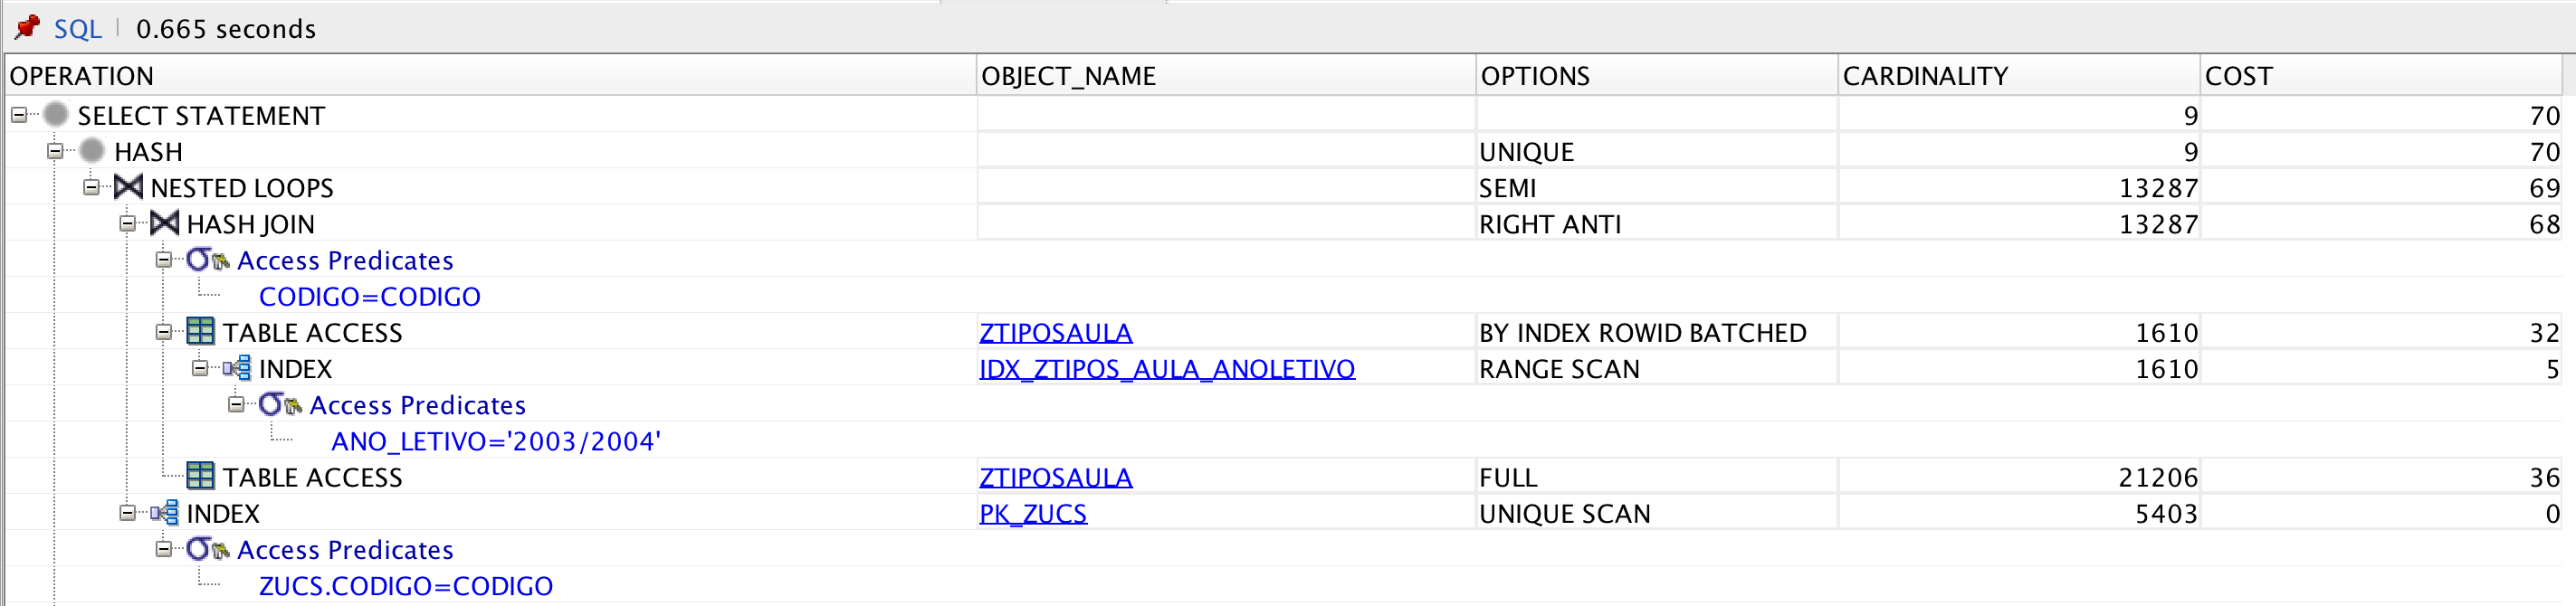 SQL | 0.665 seconds
OPERATION OBJECT_NAME OPTIONS CARDINALITY COST
SELECT STATEMENT 9 70
HASH UNIQUE 9 70
NESTED LOOPS SEMI 13287 69
HASH JOIN RIGHT ANTI 13287 68
Access Predicates
CODIGO=CODIGO
TABLE ACCESS ZTIPOSAULA BY INDEX ROWID BATCHED 1610 32
INDEX IDX_ZTIPOS_AULA_ANOLETIVO RANGE SCAN 1610 5
Access Predicates
ANO_LETIVO='2003/2004'
TABLE ACCESS ZTIPOSAULA FULL 21206 36
INDEX PK_ZUCS UNIQUE SCAN 5403 0
Access Predicates
ZUCS.CODIGO=CODIGO